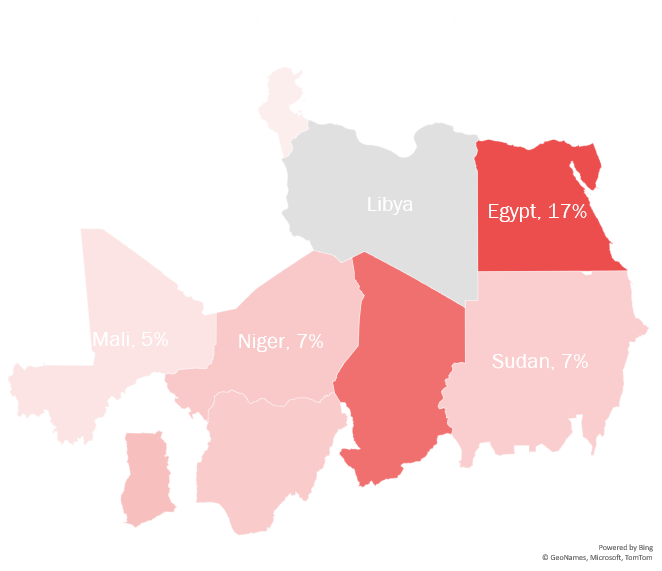 Libya
Egypt, 17%
Mali, 5%
Niger, 7%
Sudan, 7%
Powered by Bing
© GeoNames, Microsoft, TomTom